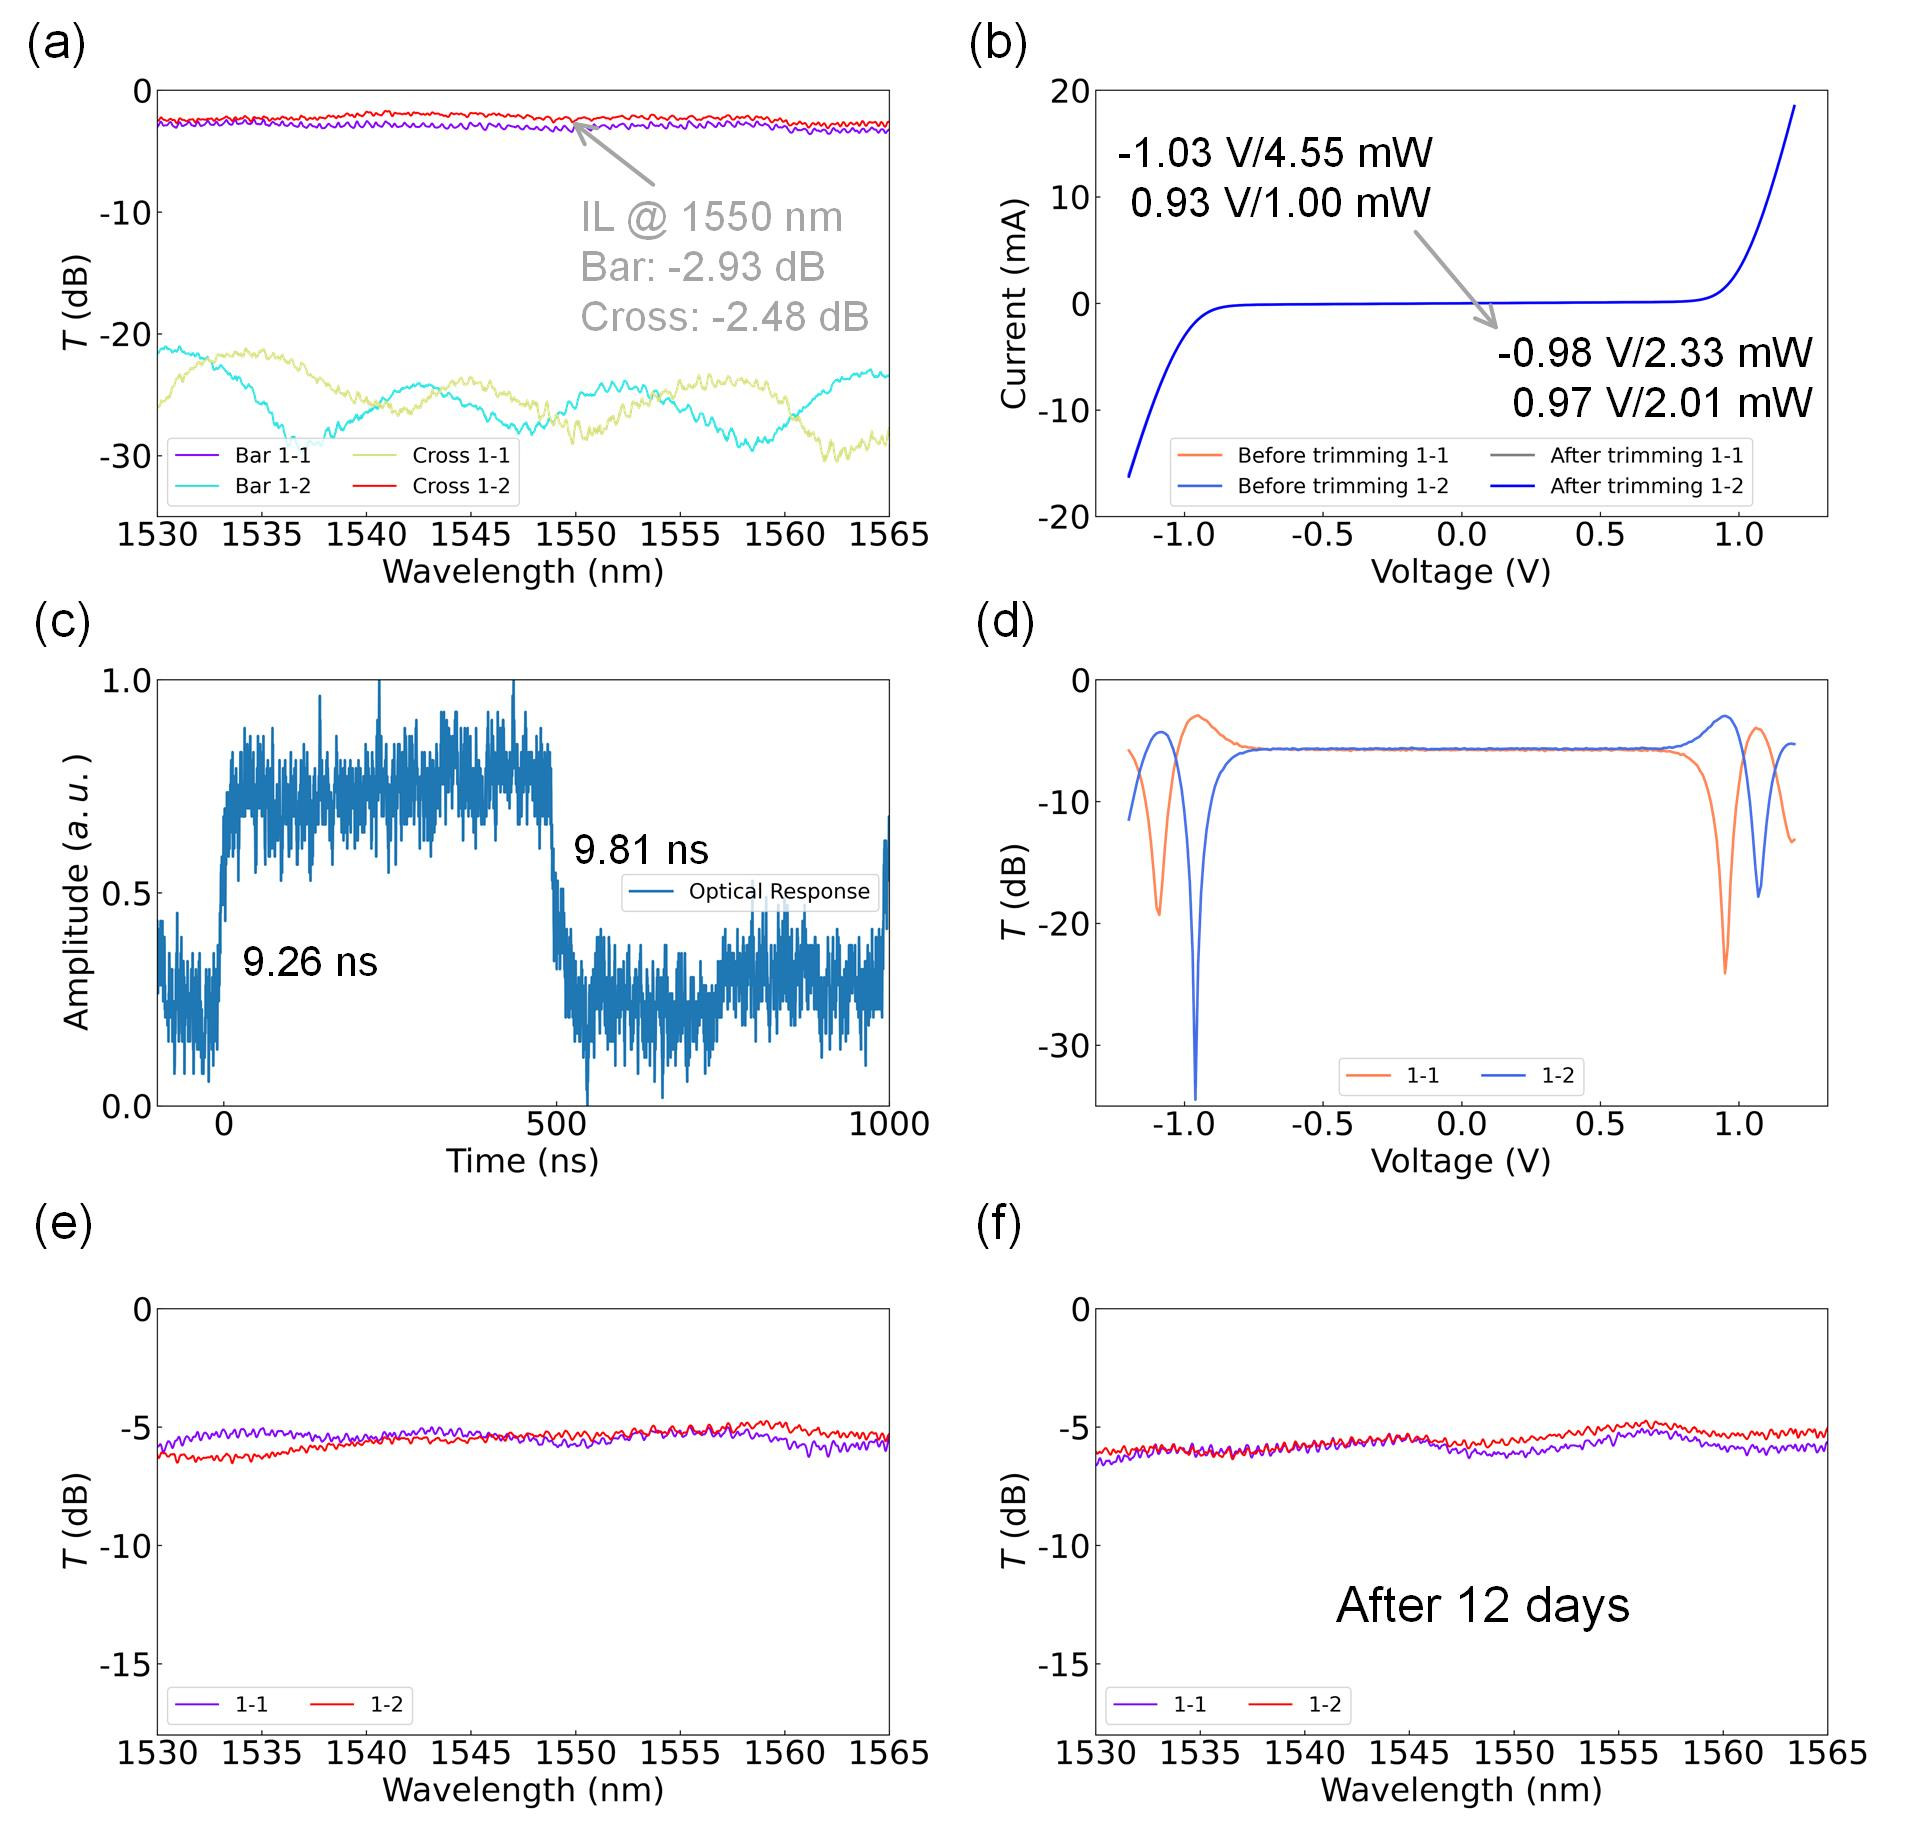 (a)
0
-10
-20
-30
T (dB)
IL @ 1550 nm
Bar: -2.93 dB
Cross: -2.48 dB
Bar 1-1
Cross 1-1
Bar 1-2
Cross 1-2
1530 1535 1540 1545 1550 1555 1560 1565
Wavelength (nm)
(b)
20
10
0
-10
-20
Current (mA)
-1.03 V/4.55 mW
0.93 V/1.00 mW
-0.98 V/2.33 mW
0.97 V/2.01 mW
Before trimming 1-1
After trimming 1-1
Before trimming 1-2
After trimming 1-2
-1.0 -0.5 0.0 0.5 1.0
Voltage (V)
(c)
1.0
0.5
0.0
Amplitude (a.u.)
9.81 ns
Optical Response
9.26 ns
0 500 1000
Time (ns)
(d)
0
-10
-20
-30
T (dB)
1-1 1-2
-1.0 -0.5 0.0 0.5 1.0
Voltage (V)
(e)
0
-5
-10
-15
T (dB)
1-1 1-2
1530 1535 1540 1545 1550 1555 1560 1565
Wavelength (nm)
(f)
0
-5
-10
-15
T (dB)
After 12 days
1-1 1-2
1530 1535 1540 1545 1550 1555 1560 1565
Wavelength (nm)